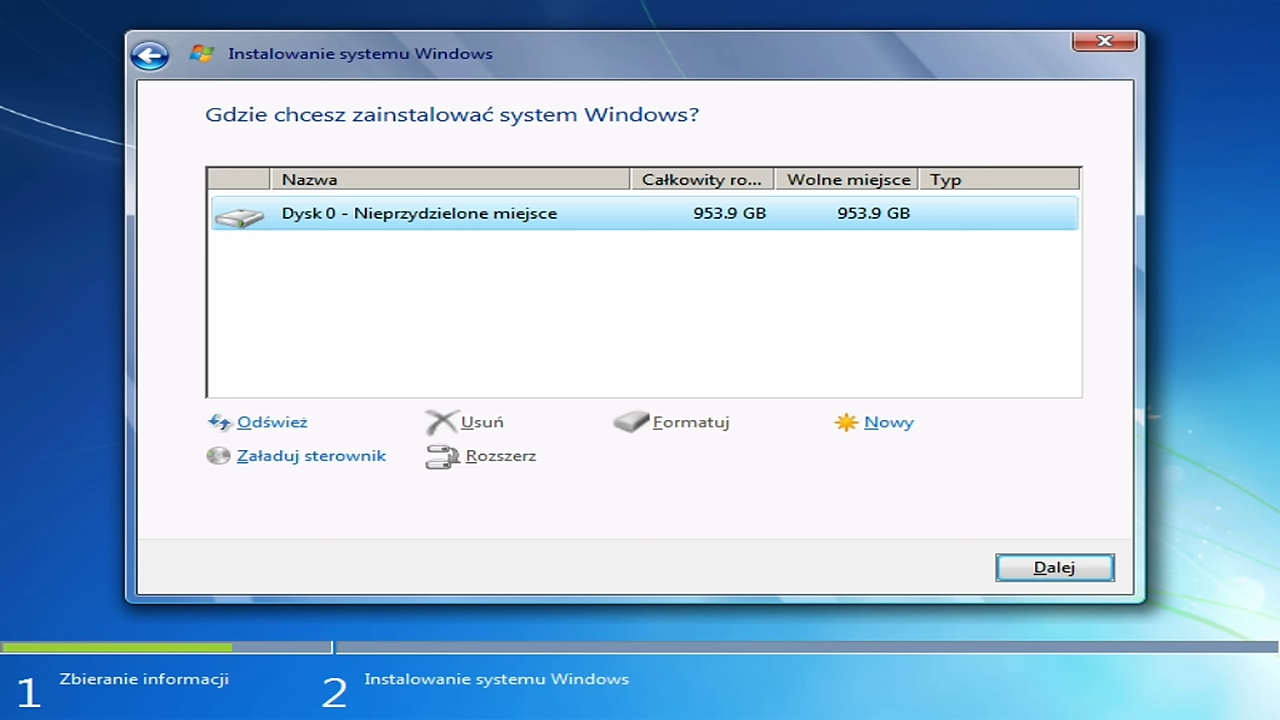 Instalowanie systemu Windows
Gdzie chcesz zainstalować system Windows?
Nazwa Całkowity ro... Wolne miejsce Typ
Dysk 0 - Nieprzydzielone miejsce 953.9 GB 953.9 GB
Odśwież Usuń Formatuj Nowy
Załaduj sterownik Rozszerz
Dalej
1 Zbieranie informacji 2 Instalowanie systemu Windows